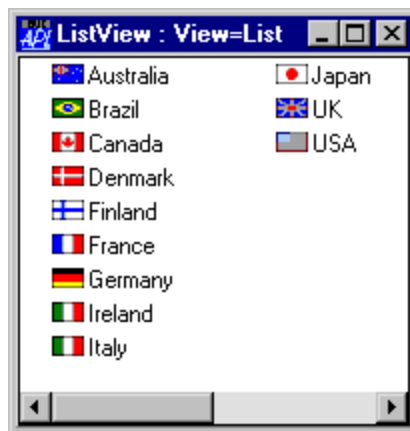 ListView : View=List
Australia
Brazil
Canada
Denmark
Finland
France
Germany
Ireland
Italy
Japan
UK
USA